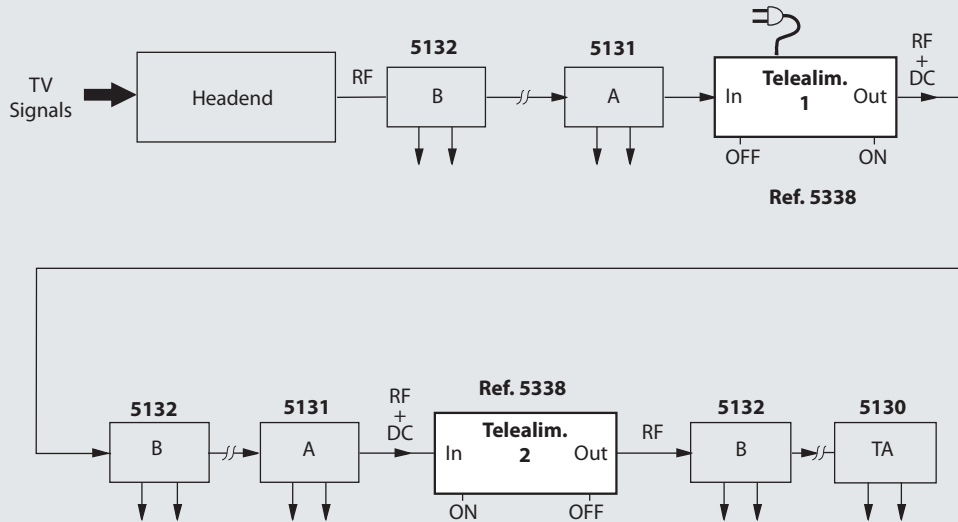 TV
Signals
Headend
RF
5132
B
5131
A
Telealim.
1
In
Out
OFF
ON
Ref. 5338
RF
+
DC
5132
B
5131
A
RF
+
DC
Ref. 5338
Telealim.
2
In
Out
ON
OFF
RF
5132
B
5130
TA